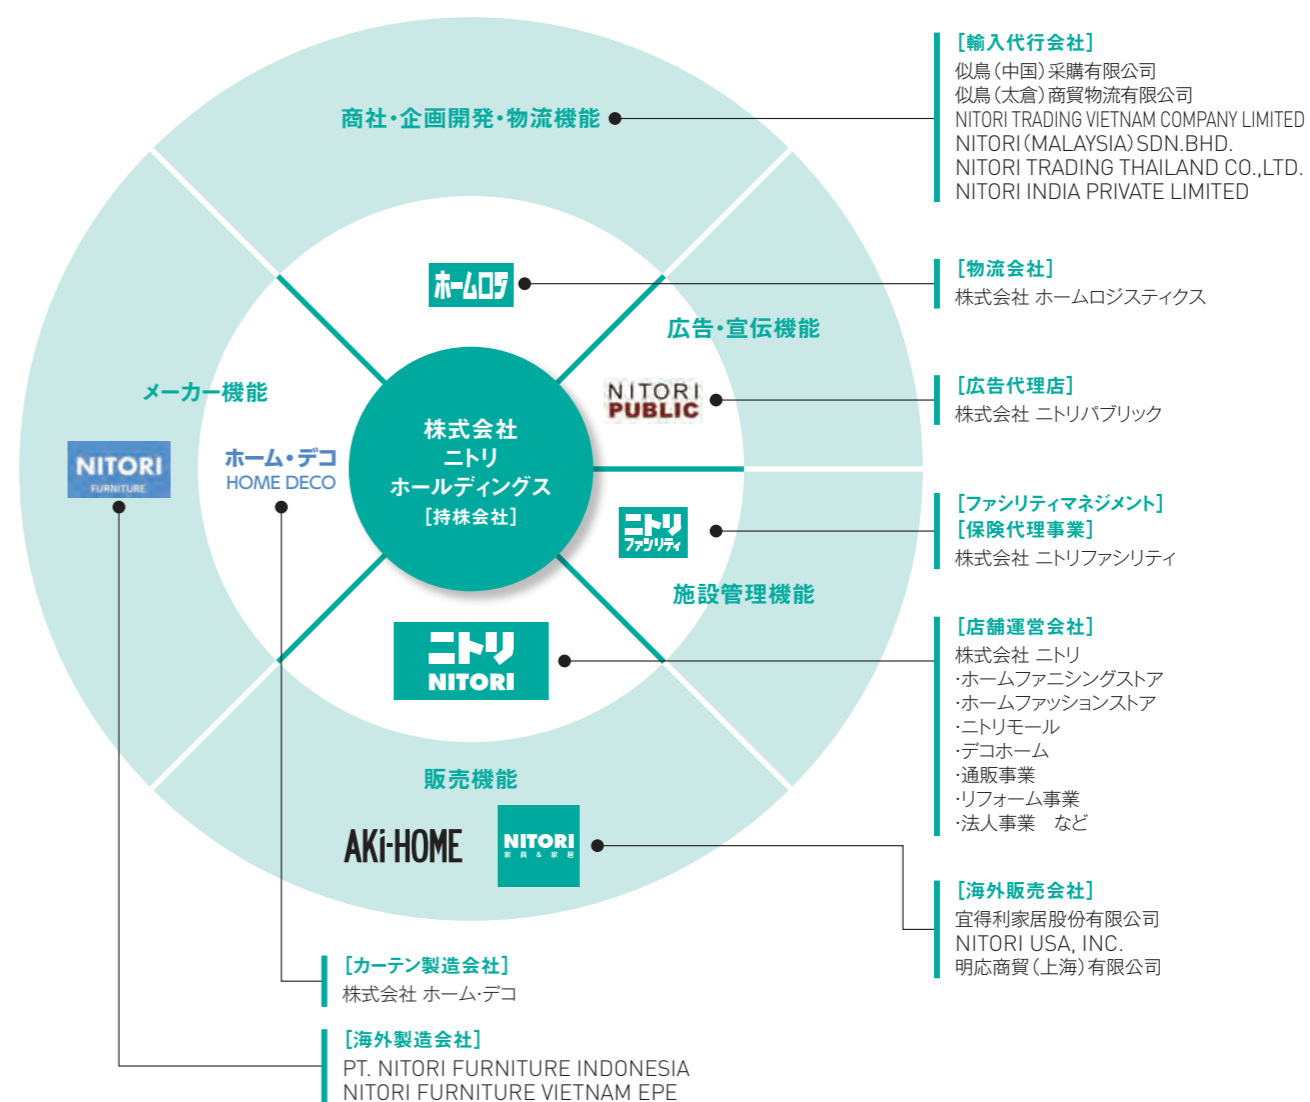 商社・企画開発・物流機能
ホームロジ
広告・宣伝機能
NITORI
PUBLIC
メーカー機能
NITORI
FURNITURE
ホーム・デコ
HOME DECO
株式会社
ニトリ
ホールディングス
［持株会社］
ニトリ
ファシリティ
施設管理機能
ニトリ
NITORI
販売機能
AKi-HOME
NITORI
家具&家居
［輸入代行会社］
似鳥（中国）采購有限公司
似鳥（太倉）商貿物流有限公司
NITORI TRADING VIETNAM COMPANY LIMITED
NITORI（MALAYSIA）SDN.BHD.
NITORI TRADING THAILAND CO.,LTD.
NITORI INDIA PRIVATE LIMITED
［物流会社］
株式会社 ホームロジスティクス
［広告代理店］
株式会社 ニトリパブリック
［ファシリティマネジメント］
［保険代理事業］
株式会社 ニトリファシリティ
［店舗運営会社］
株式会社 ニトリ
・ホームファニシングストア
・ホームファッションストア
・ニトリモール
・デコホーム
・通販事業
・リフォーム事業
・法人事業　など
［海外販売会社］
宜得利家居股份有限公司
NITORI USA, INC.
明応商貿（上海）有限公司
［カーテン製造会社］
株式会社 ホーム・デコ
［海外製造会社］
PT. NITORI FURNITURE INDONESIA
NITORI FURNITURE VIETNAM EPE